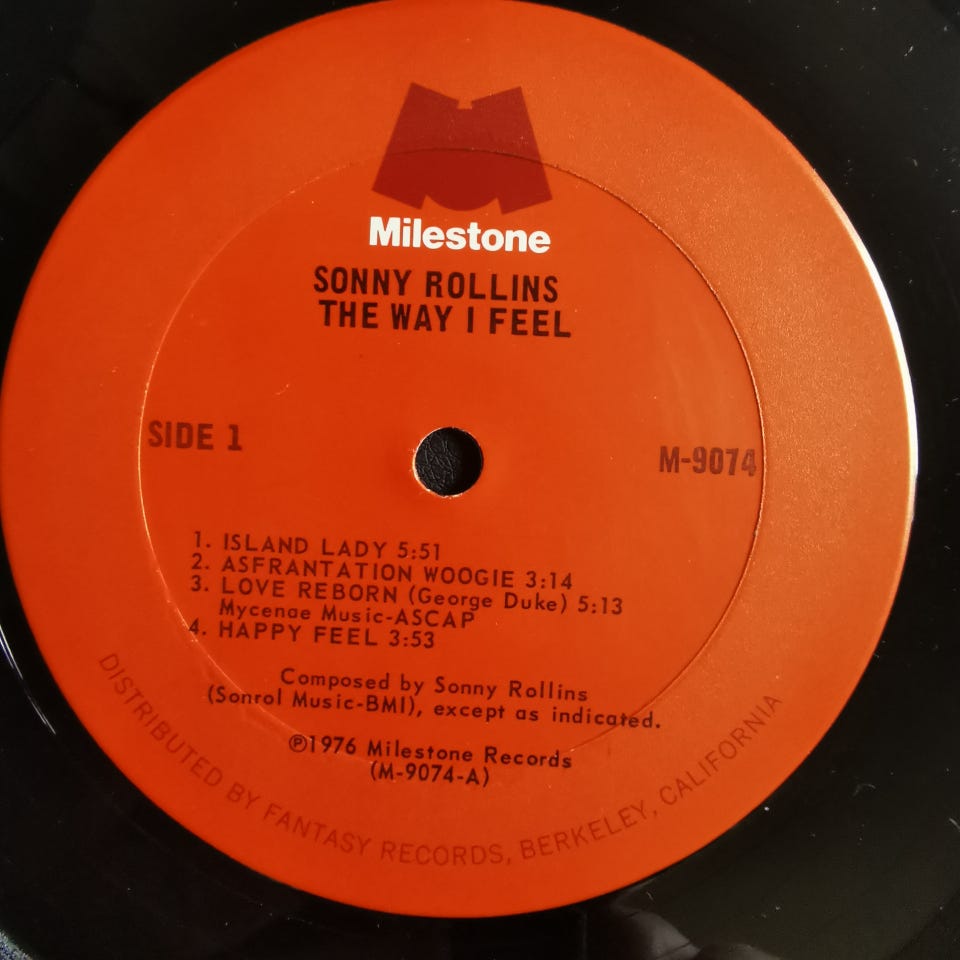 Milestone
SONNY ROLLINS
THE WAY I FEEL
SIDE 1
M-9074
1. ISLAND LADY 5:51
2. ASFRANTATION WOOGIE 3:14
3. LOVE REBORN (George Duke) 5:13
Mycenae Music-ASCAP
4. HAPPY FEEL 3:53
Composed by Sonny Rollins
(Sonrol Music-BMI), except as indicated.
℗1976 Milestone Records
(M-9074-A)
DISTRIBUTED BY FANTASY RECORDS, BERKELEY, CALIFORNIA